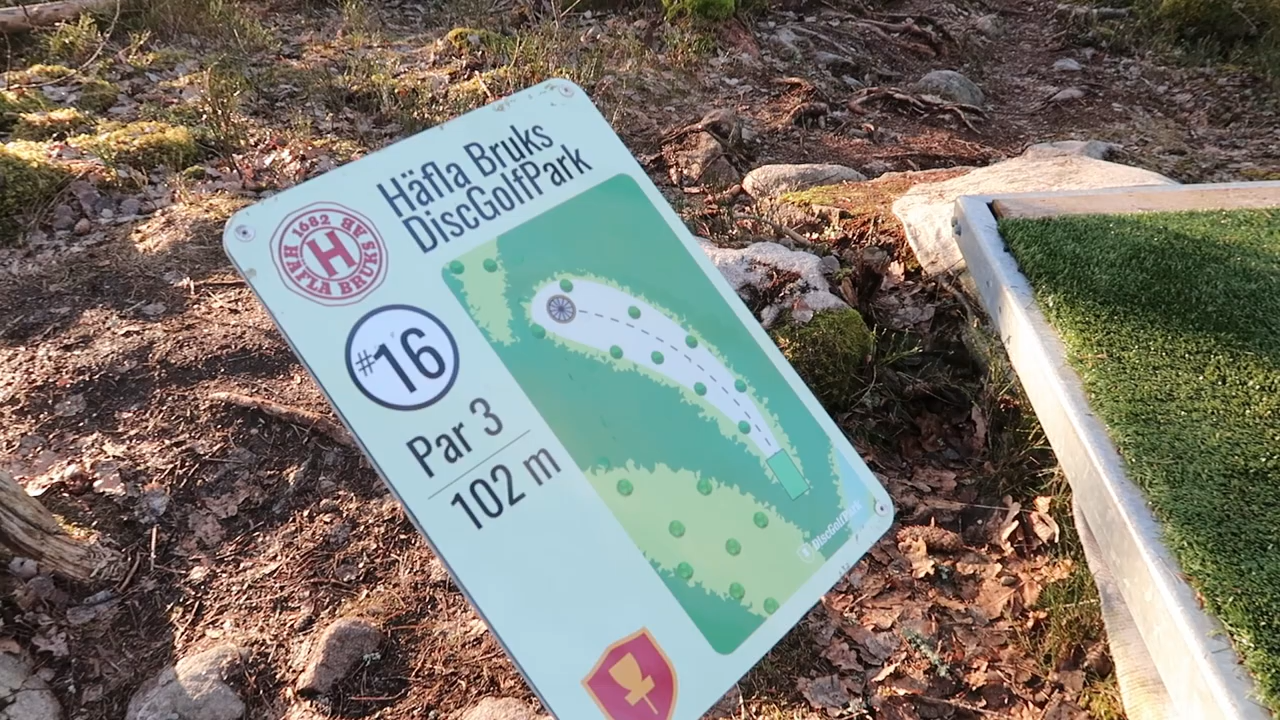 Häfla Bruks
DiscGolfPark
1682
HÄFLA BRUKS AB
H
#16
Par 3
102 m
DiscGolfPark